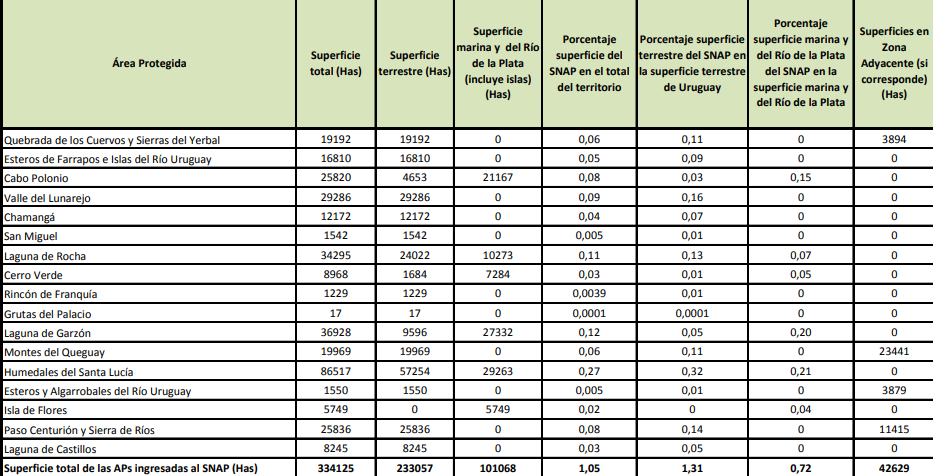 Área Protegida | Superficie total (Has) | Superficie terrestre (Has) | Superficie marina y del Río de la Plata (incluye islas) (Has) | Porcentaje superficie del SNAP en el total del territorio | Porcentaje superficie terrestre del SNAP en la superficie terrestre de Uruguay | Porcentaje superficie marina y del Río de la Plata del SNAP en la superficie marina y del Río de la Plata | Superficies en Zona Adyacente (si corresponde) (Has)
Quebrada de los Cuervos y Sierras del Yerbal | 19192 | 19192 | 0 | 0,06 | 0,11 | 0 | 3894
Esteros de Farrapos e Islas del Río Uruguay | 16810 | 16810 | 0 | 0,05 | 0,09 | 0 | 0
Cabo Polonio | 25820 | 4653 | 21167 | 0,08 | 0,03 | 0,15 | 0
Valle del Lunarejo | 29286 | 29286 | 0 | 0,09 | 0,16 | 0 | 0
Chamangá | 12172 | 12172 | 0 | 0,04 | 0,07 | 0 | 0
San Miguel | 1542 | 1542 | 0 | 0,005 | 0,01 | 0 | 0
Laguna de Rocha | 34295 | 24022 | 10273 | 0,11 | 0,13 | 0,07 | 0
Cerro Verde | 8968 | 1684 | 7284 | 0,03 | 0,01 | 0,05 | 0
Rincón de Franquía | 1229 | 1229 | 0 | 0,0039 | 0,01 | 0 | 0
Grutas del Palacio | 17 | 17 | 0 | 0,0001 | 0,0001 | 0 | 0
Laguna de Garzón | 36928 | 9596 | 27332 | 0,12 | 0,05 | 0,20 | 0
Montes del Queguay | 19969 | 19969 | 0 | 0,06 | 0,11 | 0 | 23441
Humedales del Santa Lucía | 86517 | 57254 | 29263 | 0,27 | 0,32 | 0,21 | 0
Esteros y Algarrobales del Río Uruguay | 1550 | 1550 | 0 | 0,005 | 0,01 | 0 | 3879
Isla de Flores | 5749 | 0 | 5749 | 0,02 | 0 | 0,04 | 0
Paso Centurión y Sierra de Ríos | 25836 | 25836 | 0 | 0,08 | 0,14 | 0 | 11415
Laguna de Castillos | 8245 | 8245 | 0 | 0,03 | 0,05 | 0 | 0
Superficie total de las APs ingresadas al SNAP (Has) | 334125 | 233057 | 101068 | 1,05 | 1,31 | 0,72 | 42629